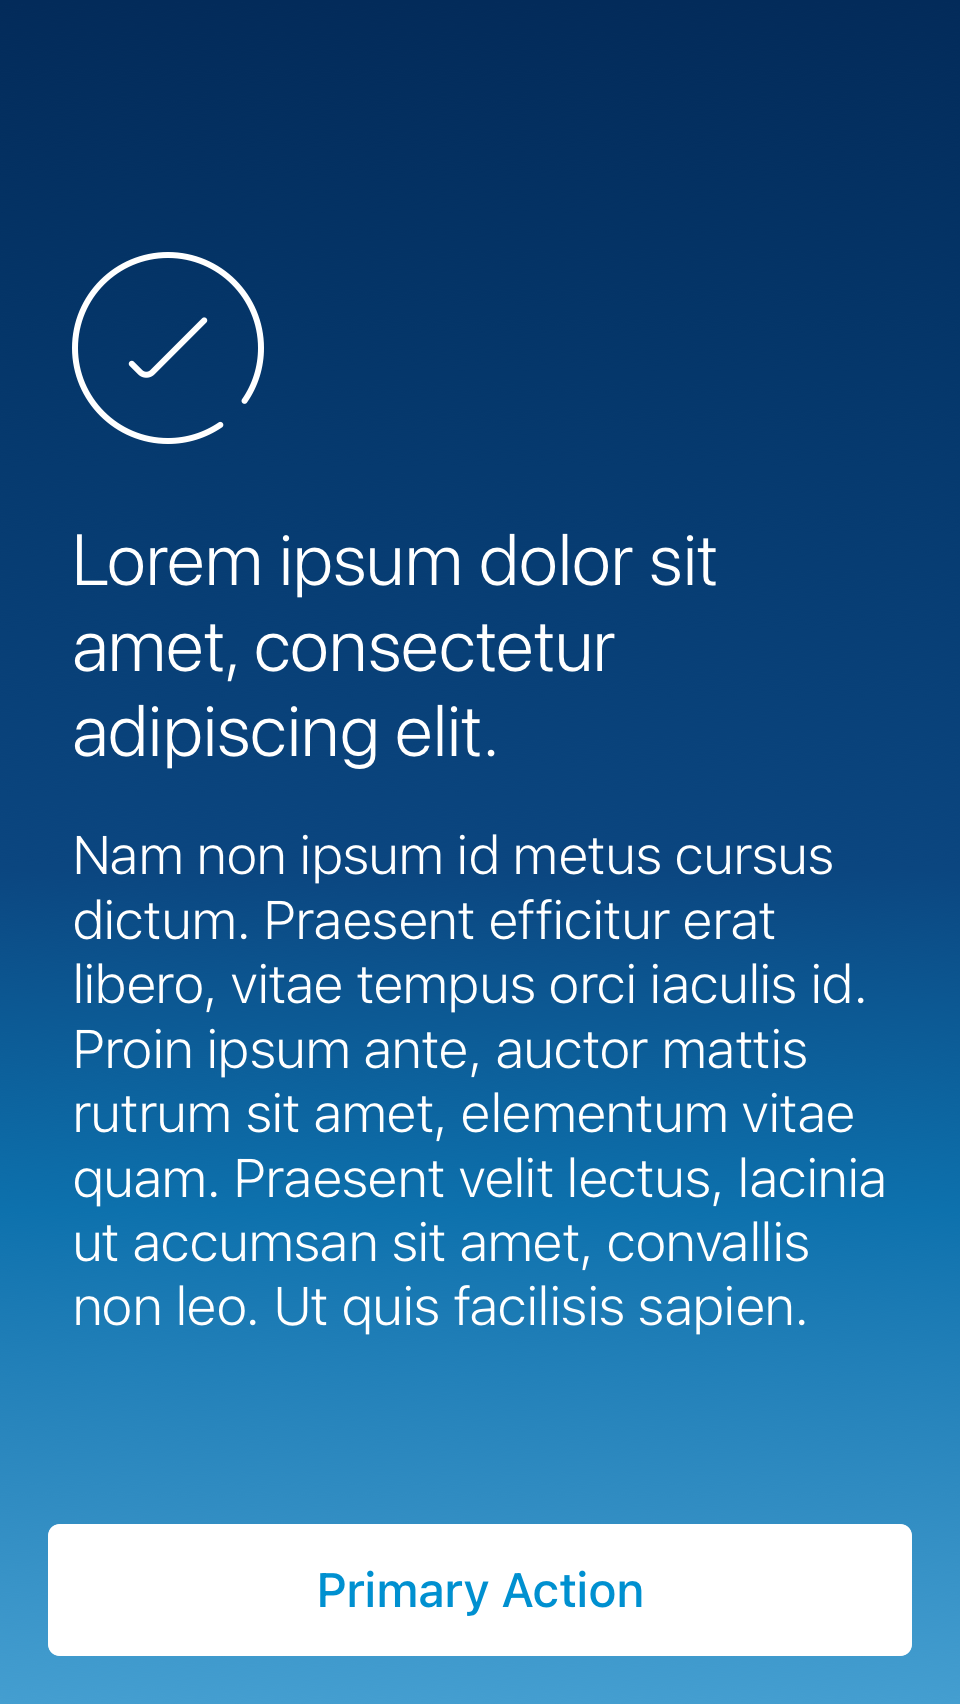 Lorem ipsum dolor sit
amet, consectetur
adipiscing elit.
Nam non ipsum id metus cursus
dictum. Praesent efficitur erat
libero, vitae tempus orci iaculis id.
Proin ipsum ante, auctor mattis
rutrum sit amet, elementum vitae
quam. Praesent velit lectus, lacinia
ut accumsan sit amet, convallis
non leo. Ut quis facilisis sapien.
Primary Action